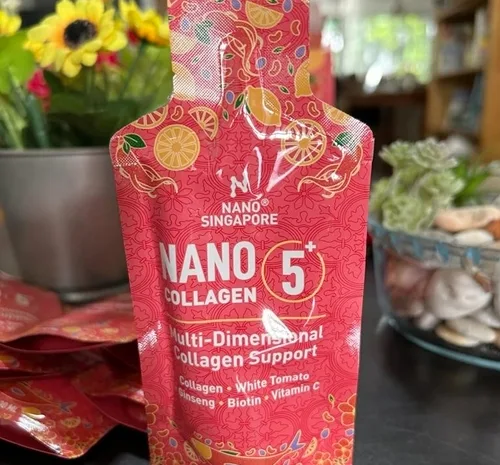 NANO®
SINGAPORE
NANO 5+
COLLAGEN
Multi-Dimensional
Collagen Support
Collagen • White Tomato
Ginseng • Biotin • Vitamin C